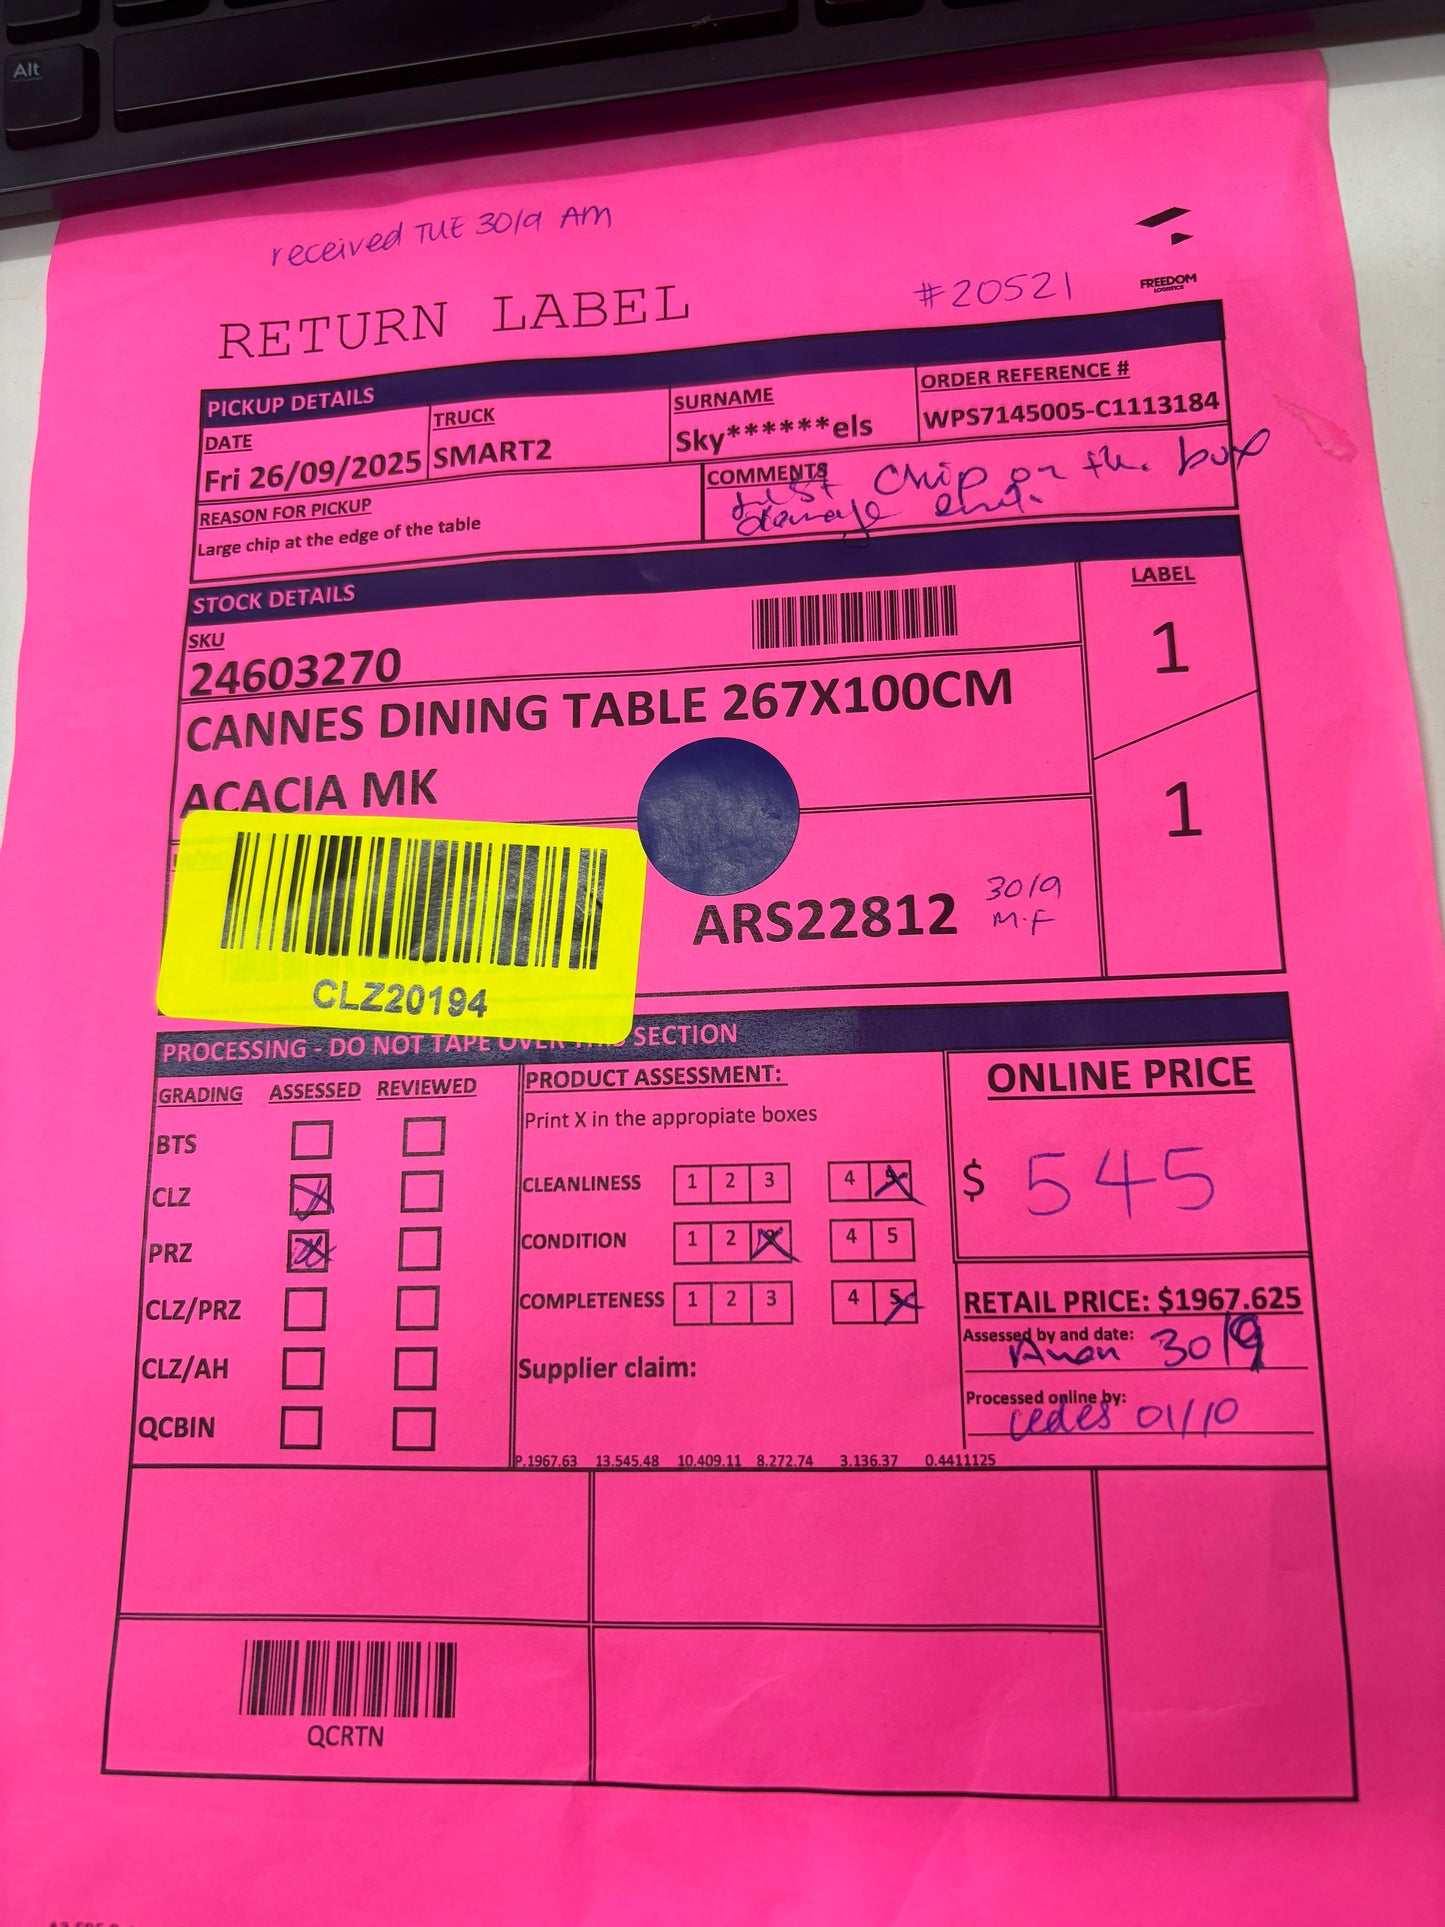 Alt
received TUE 30/9 AM
RETURN LABEL
#20521
FREEDOM
LOGISTICS
PICKUP DETAILS
DATE
Fri 26/09/2025
TRUCK
SMART2
SURNAME
Sky******els
ORDER REFERENCE #
WPS7145005-C1113184
REASON FOR PICKUP
Large chip at the edge of the table
COMMENTS
Just Chip on the box
damage end.
STOCK DETAILS
SKU
24603270
CANNES DINING TABLE 267X100CM
ACACIA MK
LABEL
1
1
ARS22812
30/9
M.F
CLZ20194
PROCESSING - DO NOT TAPE OVER THIS SECTION
GRADING ASSESSED REVIEWED
BTS
CLZ X
PRZ
CLZ/PRZ
CLZ/AH
QCBIN
PRODUCT ASSESSMENT:
Print X in the appropiate boxes
CLEANLINESS 1 2 3 4 5 X
CONDITION 1 2 3 X 4 5
COMPLETENESS 1 2 3 4 5 X
Supplier claim:
ONLINE PRICE
$ 545
RETAIL PRICE: $1967.625
Assessed by and date:
30/9
Processed online by:
cedes 01/10
P.1967.63 13.545.48 10.409.11 8.272.74 3.136.37 0.4411125
QCRTN